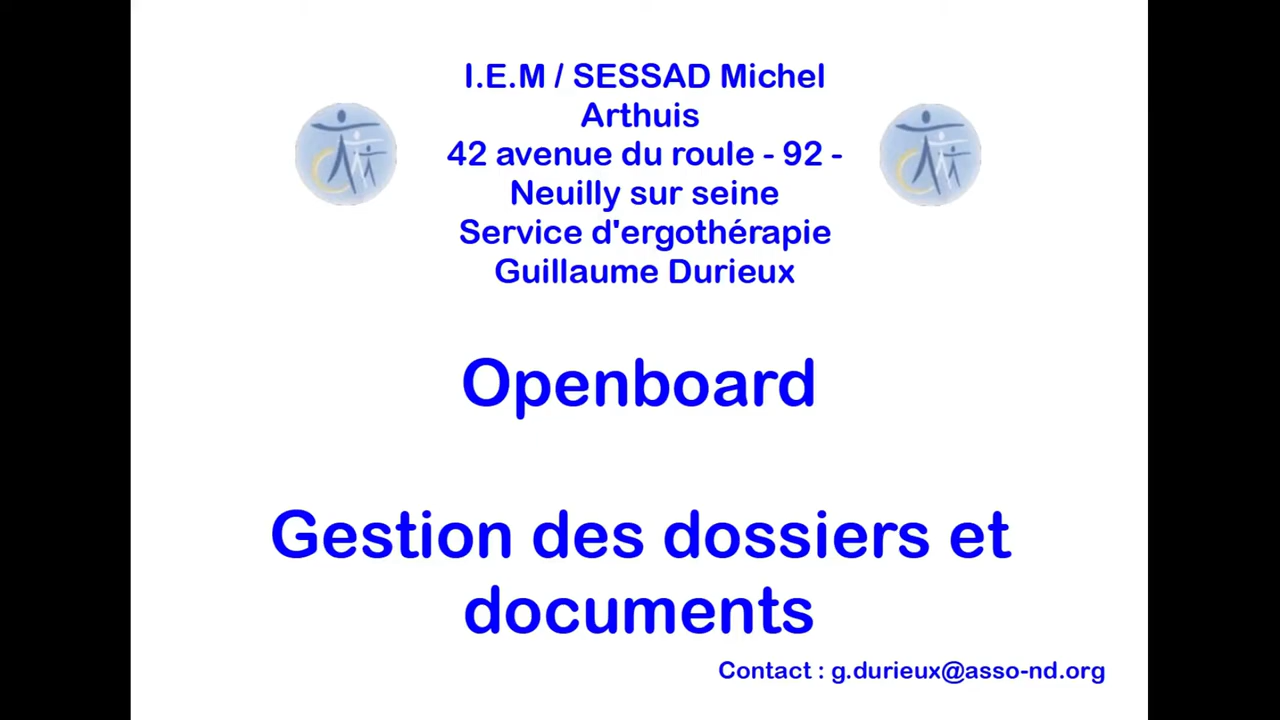 I.E.M / SESSAD Michel
Arthuis
42 avenue du roule - 92 -
Neuilly sur seine
Service d'ergothérapie
Guillaume Durieux
Openboard
Gestion des dossiers et
documents
Contact : g.durieux@asso-nd.org